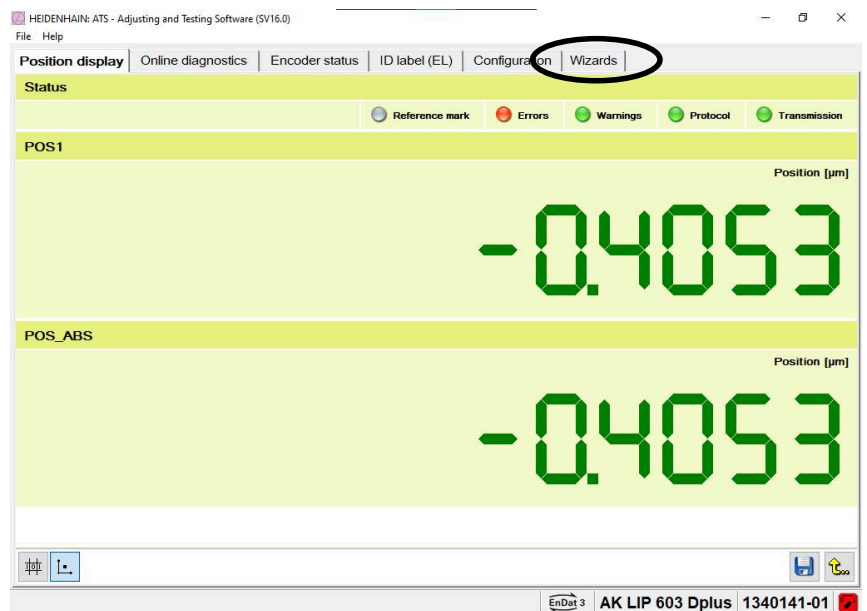 HEIDENHAIN: ATS - Adjusting and Testing Software (SV16.0)
File Help
Position display Online diagnostics Encoder status ID label (EL) Configuration Wizards
Status
Reference mark Errors Warnings Protocol Transmission
POS1
Position [µm]
-0.4053
POS_ABS
Position [µm]
-0.4053
EnDat 3 AK LIP 603 Dplus 1340141-01